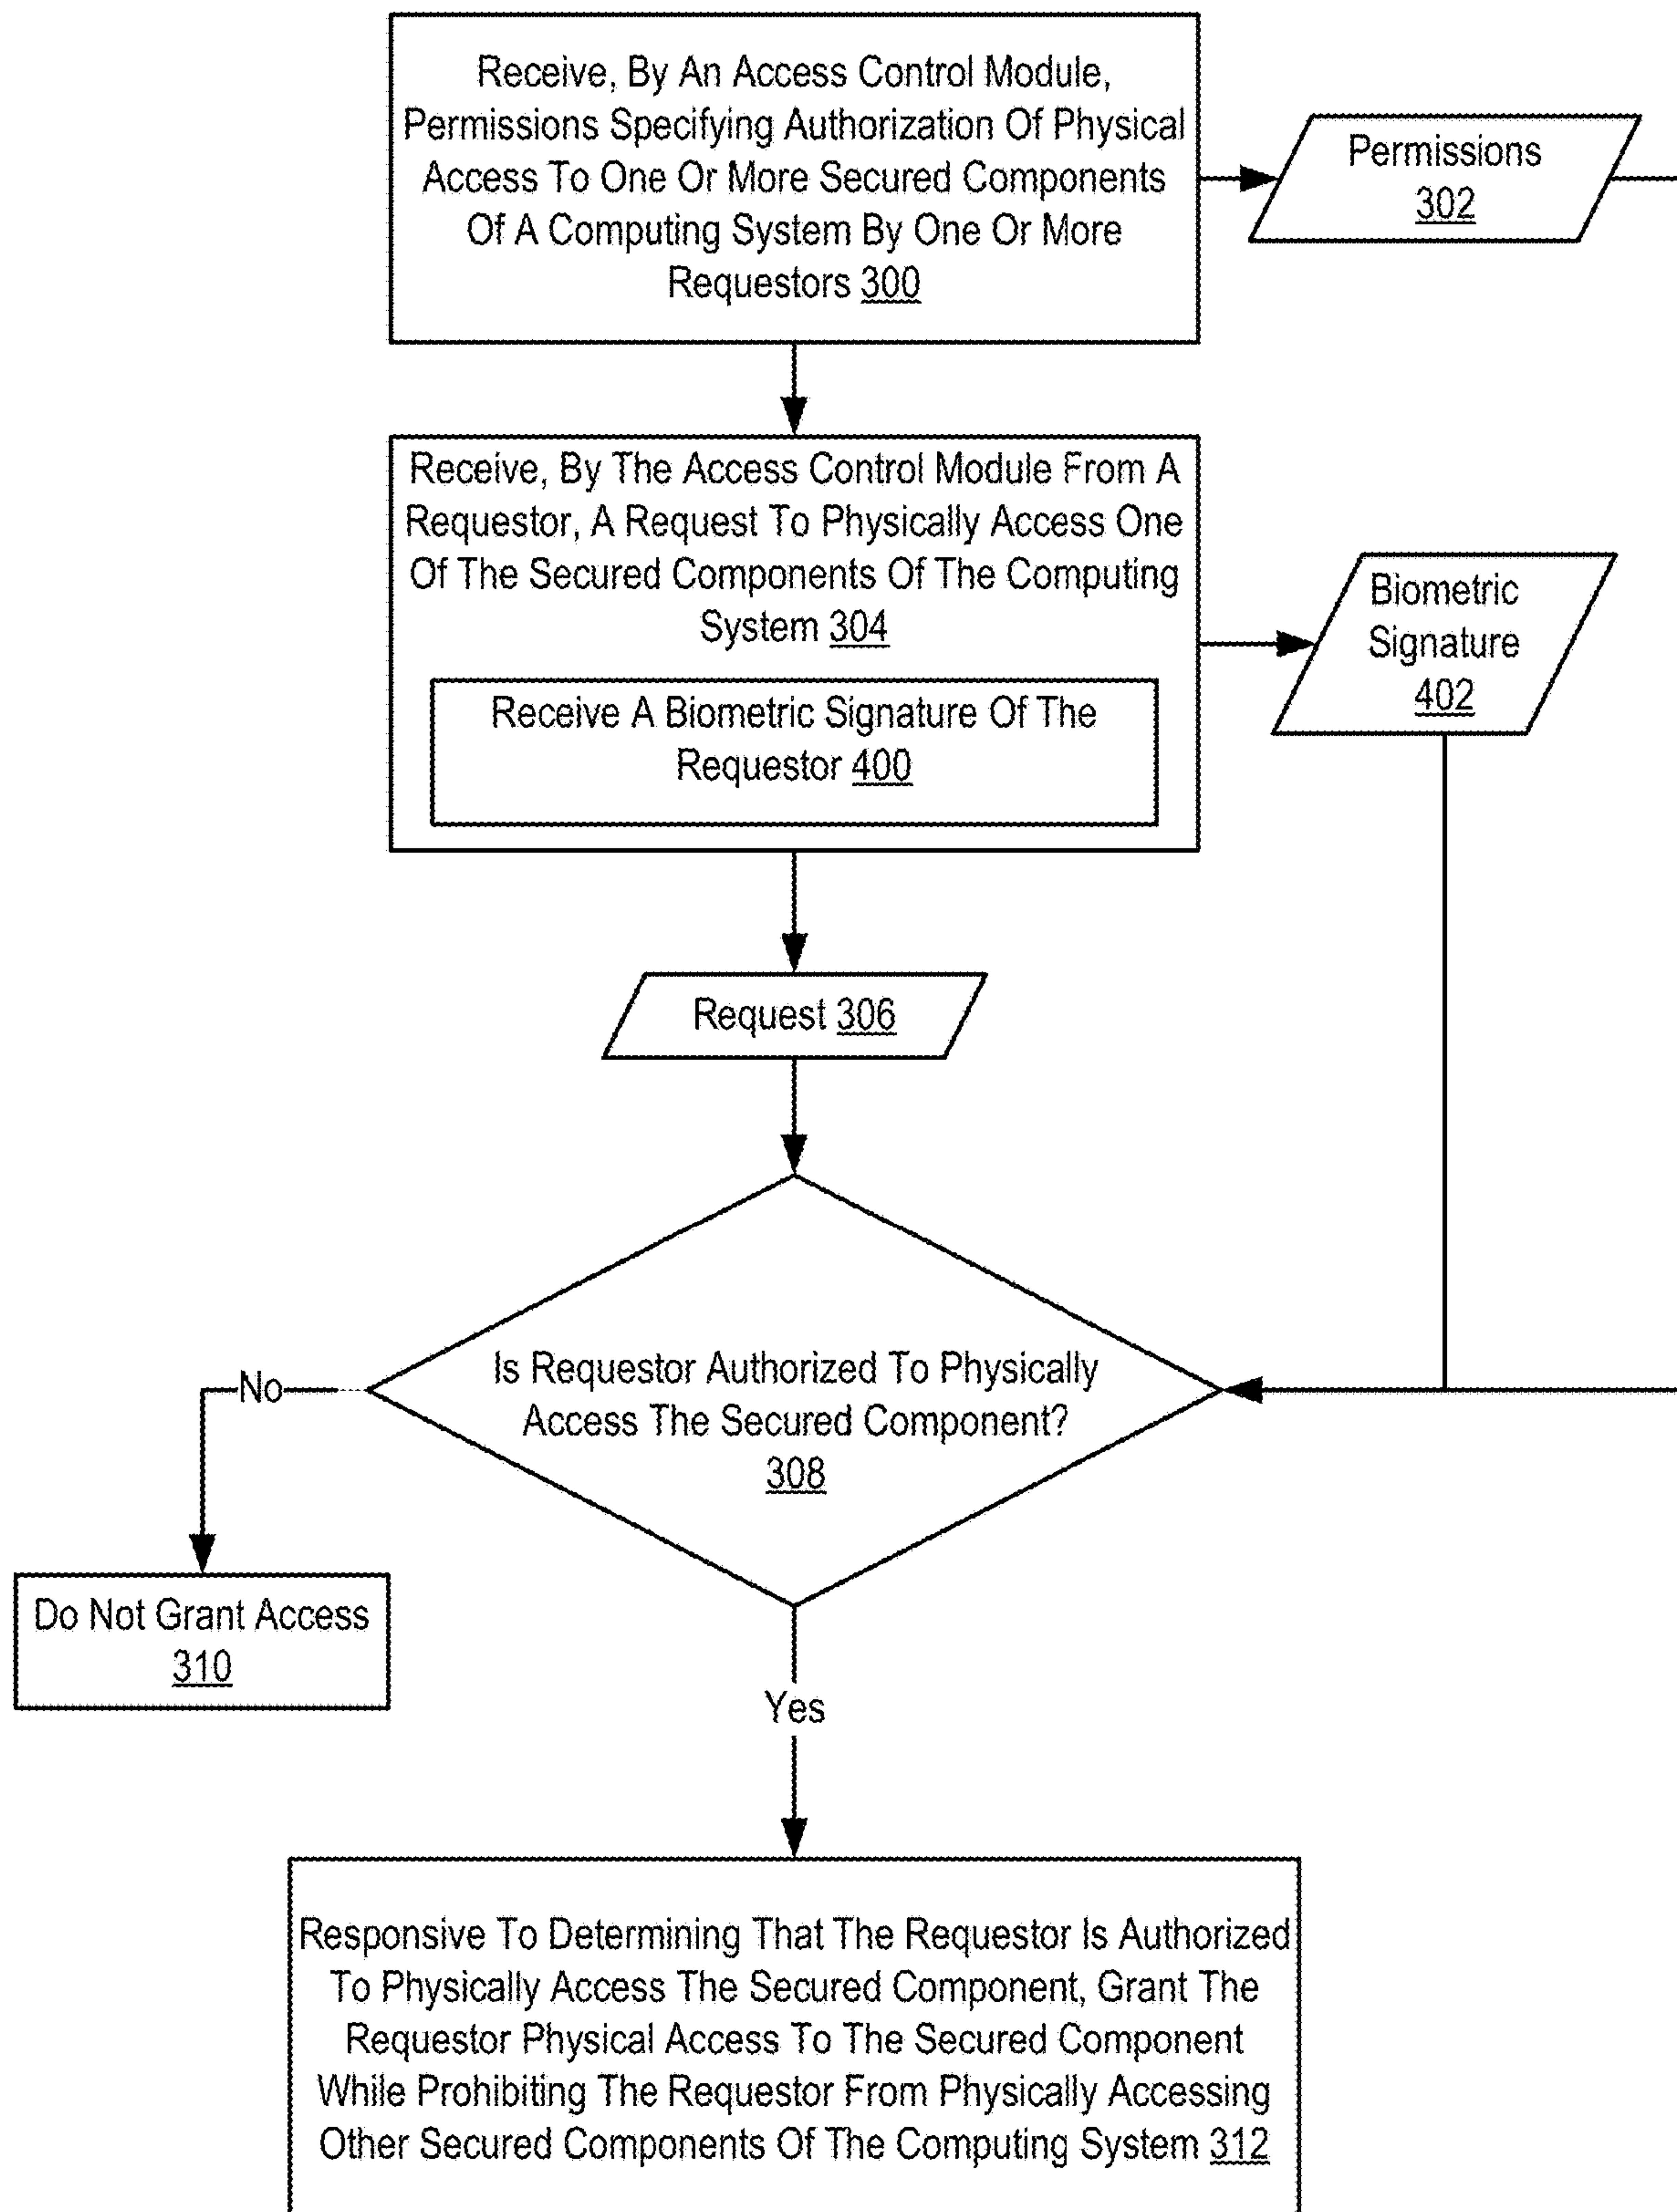 Receive, By An Access Control Module,
Permissions Specifying Authorization Of Physical
Access To One Or More Secured Components
Of A Computing System By One Or More
Requestors 300
Permissions
302
Receive, By The Access Control Module From A
Requestor, A Request To Physically Access One
Of The Secured Components Of The Computing
System 304
Receive A Biometric Signature Of The
Requestor 400
Biometric
Signature
402
Request 306
Is Requestor Authorized To Physically
Access The Secured Component?
308
No
Do Not Grant Access
310
Yes
Responsive To Determining That The Requestor Is Authorized
To Physically Access The Secured Component, Grant The
Requestor Physical Access To The Secured Component
While Prohibiting The Requestor From Physically Accessing
Other Secured Components Of The Computing System 312